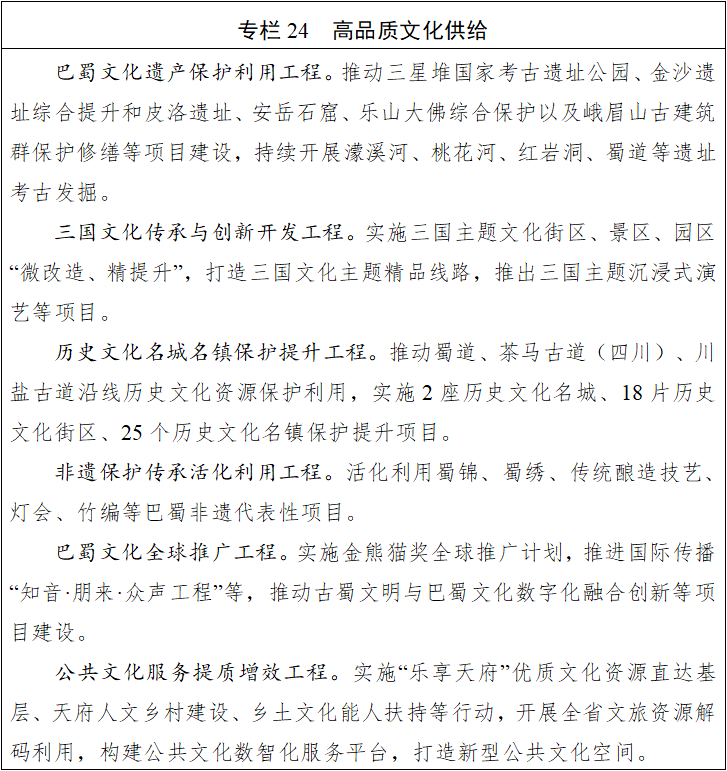 专栏 24　高品质文化供给
巴蜀文化遗产保护利用工程。推动三星堆国家考古遗址公园、金沙遗
址综合提升和皮洛遗址、安岳石窟、乐山大佛综合保护以及峨眉山古建筑
群保护修缮等项目建设，持续开展濛溪河、桃花河、红岩洞、蜀道等遗址
考古发掘。
三国文化传承与创新开发工程。实施三国主题文化街区、景区、园区
“微改造、精提升”，打造三国文化主题精品线路，推出三国主题沉浸式演
艺等项目。
历史文化名城名镇保护提升工程。推动蜀道、茶马古道（四川）、川
盐古道沿线历史文化资源保护利用，实施 2 座历史文化名城、18 片历史
文化街区、25 个历史文化名镇保护提升项目。
非遗保护传承活化利用工程。活化利用蜀锦、蜀绣、传统酿造技艺、
灯会、竹编等巴蜀非遗代表性项目。
巴蜀文化全球推广工程。实施金熊猫奖全球推广计划，推进国际传播
“知音·朋来·众声工程”等，推动古蜀文明与巴蜀文化数字化融合创新等项
目建设。
公共文化服务提质增效工程。实施“乐享天府”优质文化资源直达基
层、天府人文乡村建设、乡土文化能人扶持等行动，开展全省文旅资源解
码利用，构建公共文化数智化服务平台，打造新型公共文化空间。